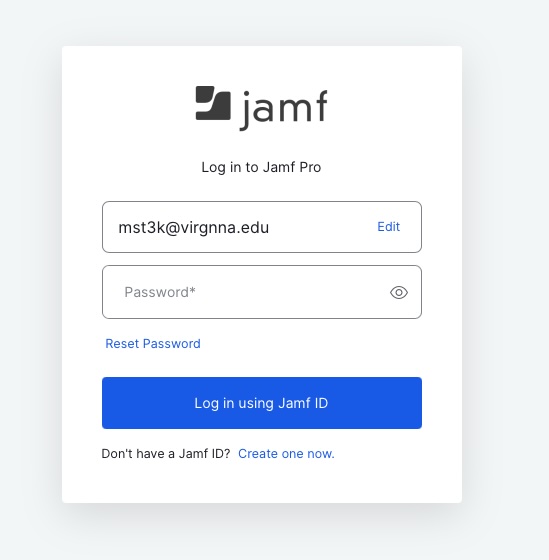 jamf
Log in to Jamf Pro
mst3k@virgnna.edu Edit
Password*
Reset Password
Log in using Jamf ID
Don't have a Jamf ID? Create one now.